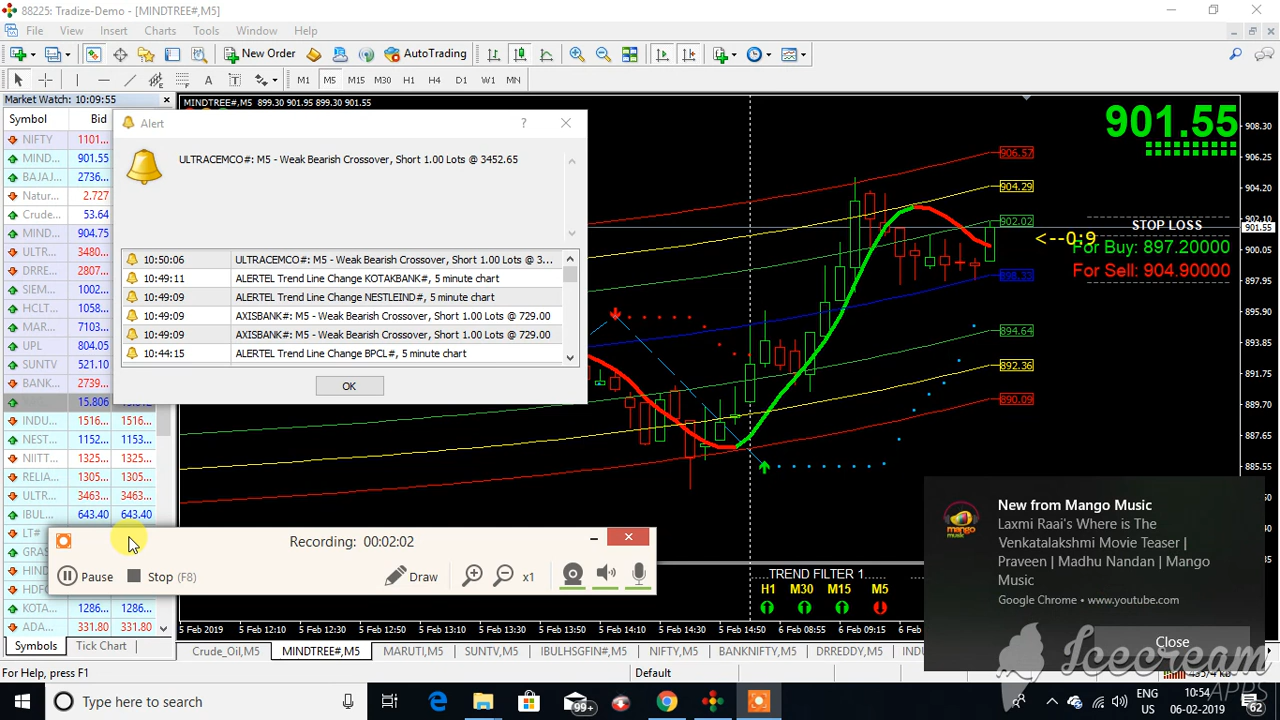 88225: Tradize-Demo - [MINDTREE#,M5]
File View Insert Charts Tools Window Help
New Order AutoTrading
M1 M5 M15 M30 H1 H4 D1 W1 MN
Market Watch: 10:09:55
Symbol Bid
NIFTY 1101...
MIND... 901.55
BAJAJ... 2736...
Natur... 2.727
Crude... 53.64
MIND... 904.75
ULTR... 3480...
DRRE... 2807...
SIEM... 1002...
HCLT... 1058...
MAR... 7103...
UPL 804.05
SUNTV 521.10
BANK... 2739...
15.806
INDU... 1516... 1516...
NEST... 1152... 1153...
NIITT... 1325... 1325...
RELIA... 1305... 1305...
ULTR... 3463... 3463...
IBUL... 643.40 643.40
LT#
GRAS
HIND
HDF
KOTA... 1286... 1286...
ADA... 331.80 331.80
Symbols Tick Chart
MINDTREE#,M5 899.30 901.95 899.30 901.55
Alert
ULTRACEMCO#: M5 - Weak Bearish Crossover, Short 1.00 Lots @ 3452.65
10:50:06 ULTRACEMCO#: M5 - Weak Bearish Crossover, Short 1.00 Lots @ 3...
10:49:11 ALERTEL Trend Line Change KOTAKBANK#, 5 minute chart
10:49:09 ALERTEL Trend Line Change NESTLEIND#, 5 minute chart
10:49:09 AXISBANK#: M5 - Weak Bearish Crossover, Short 1.00 Lots @ 729.00
10:49:09 AXISBANK#: M5 - Weak Bearish Crossover, Short 1.00 Lots @ 729.00
10:44:15 ALERTEL Trend Line Change BPCL#, 5 minute chart
OK
901.55
906.57
904.29
902.02
898.33
894.64
892.36
890.09
<--0:9
STOP LOSS
For Buy: 897.20000
For Sell: 904.90000
908.30
906.25
904.20
902.10
901.55
900.05
897.95
895.90
893.85
891.75
889.70
887.65
885.55
Recording: 00:02:02
Pause Stop (F8) Draw x1
TREND FILTER 1
H1 M30 M15 M5
New from Mango Music
Laxmi Raai's Where is The
Venkatalakshmi Movie Teaser |
Praveen | Madhu Nandan | Mango
Music
Google Chrome • www.youtube.com
Close
Icecream
APPS
5 Feb 2019 5 Feb 12:10 5 Feb 12:30 5 Feb 12:50 5 Feb 13:10 5 Feb 13:30 5 Feb 13:50 5 Feb 14:10 5 Feb 14:30 5 Feb 14:50 6 Feb 08:55 6 Feb 09:15 6 Feb
Crude_Oil,M5 MINDTREE#,M5 MARUTI,M5 SUNTV,M5 IBULHSGFIN#,M5 NIFTY,M5 BANKNIFTY,M5 DRREDDY,M5
For Help, press F1
Default
Type here to search
99+
ENG
US
10:54
06-02-2019
62